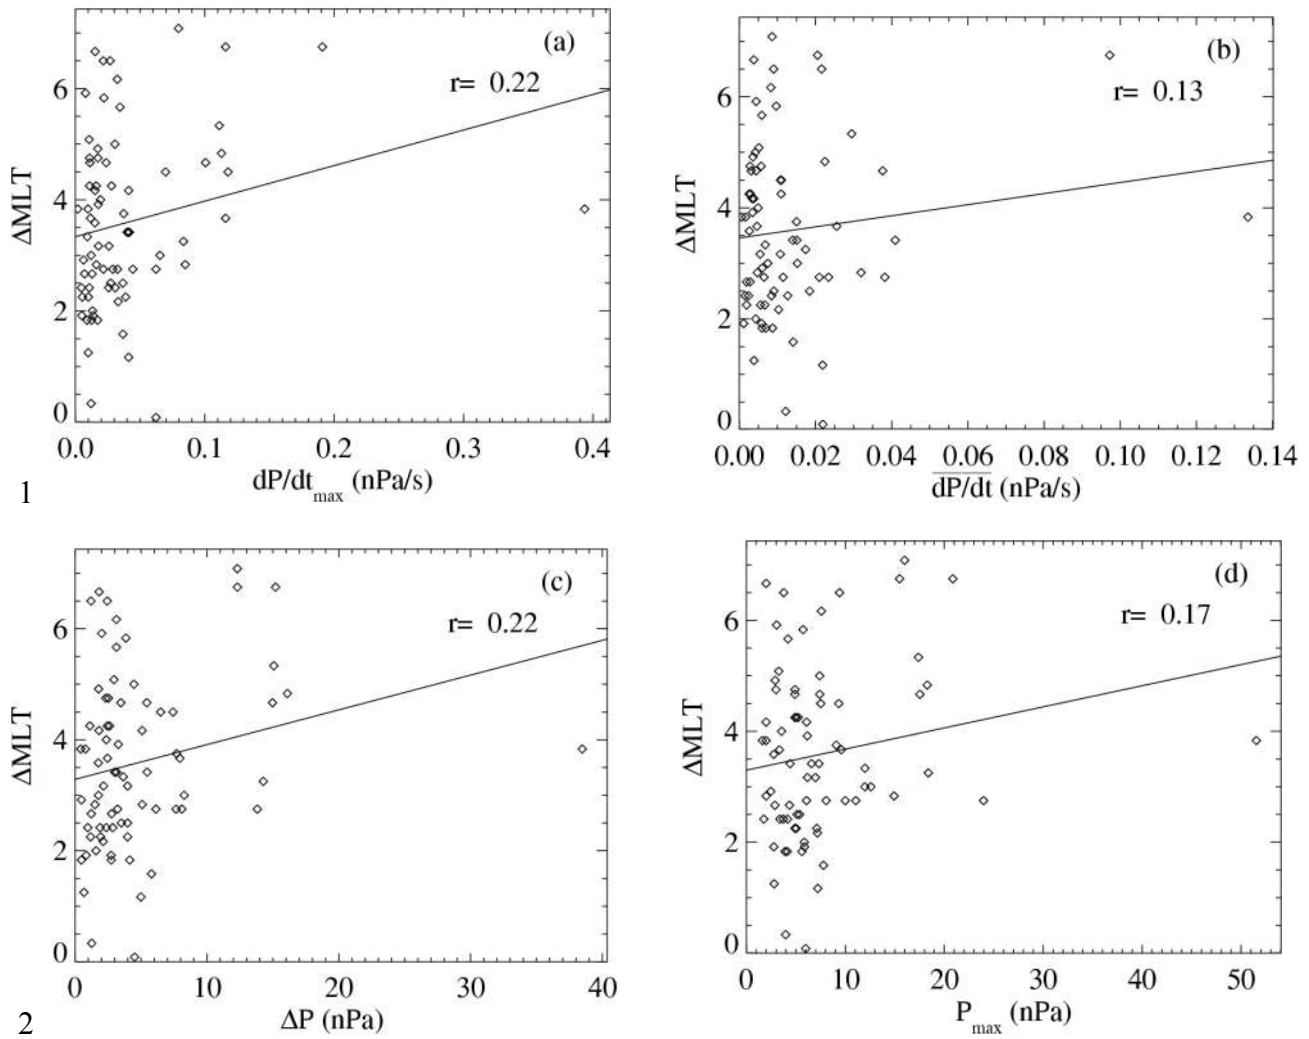 (a)
r= 0.22
ΔMLT
6
4
2
0
0.0 0.1 0.2 0.3 0.4
dP/dt max (nPa/s)
1
(b)
r= 0.13
ΔMLT
6
4
2
0
0.00 0.02 0.04 0.06 0.08 0.10 0.12 0.14
dP/dt (nPa/s)
(c)
r= 0.22
ΔMLT
6
4
2
0
0 10 20 30 40
ΔP (nPa)
2
(d)
r= 0.17
ΔMLT
6
4
2
0
0 10 20 30 40 50
P max (nPa)